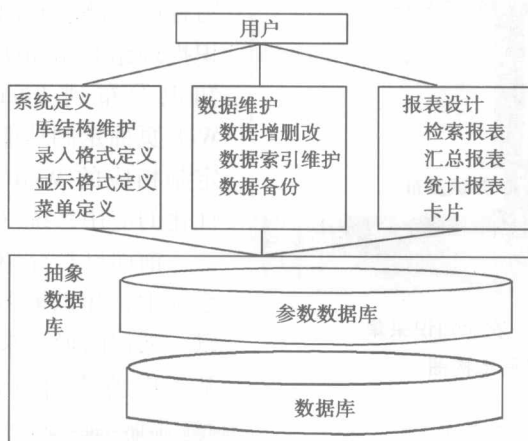 用户
系统定义
库结构维护
录入格式定义
显示格式定义
菜单定义
数据维护
数据增删改
数据索引维护
数据备份
报表设计
检索报表
汇总报表
统计报表
卡片
抽象
数据
库
参数数据库
数据库